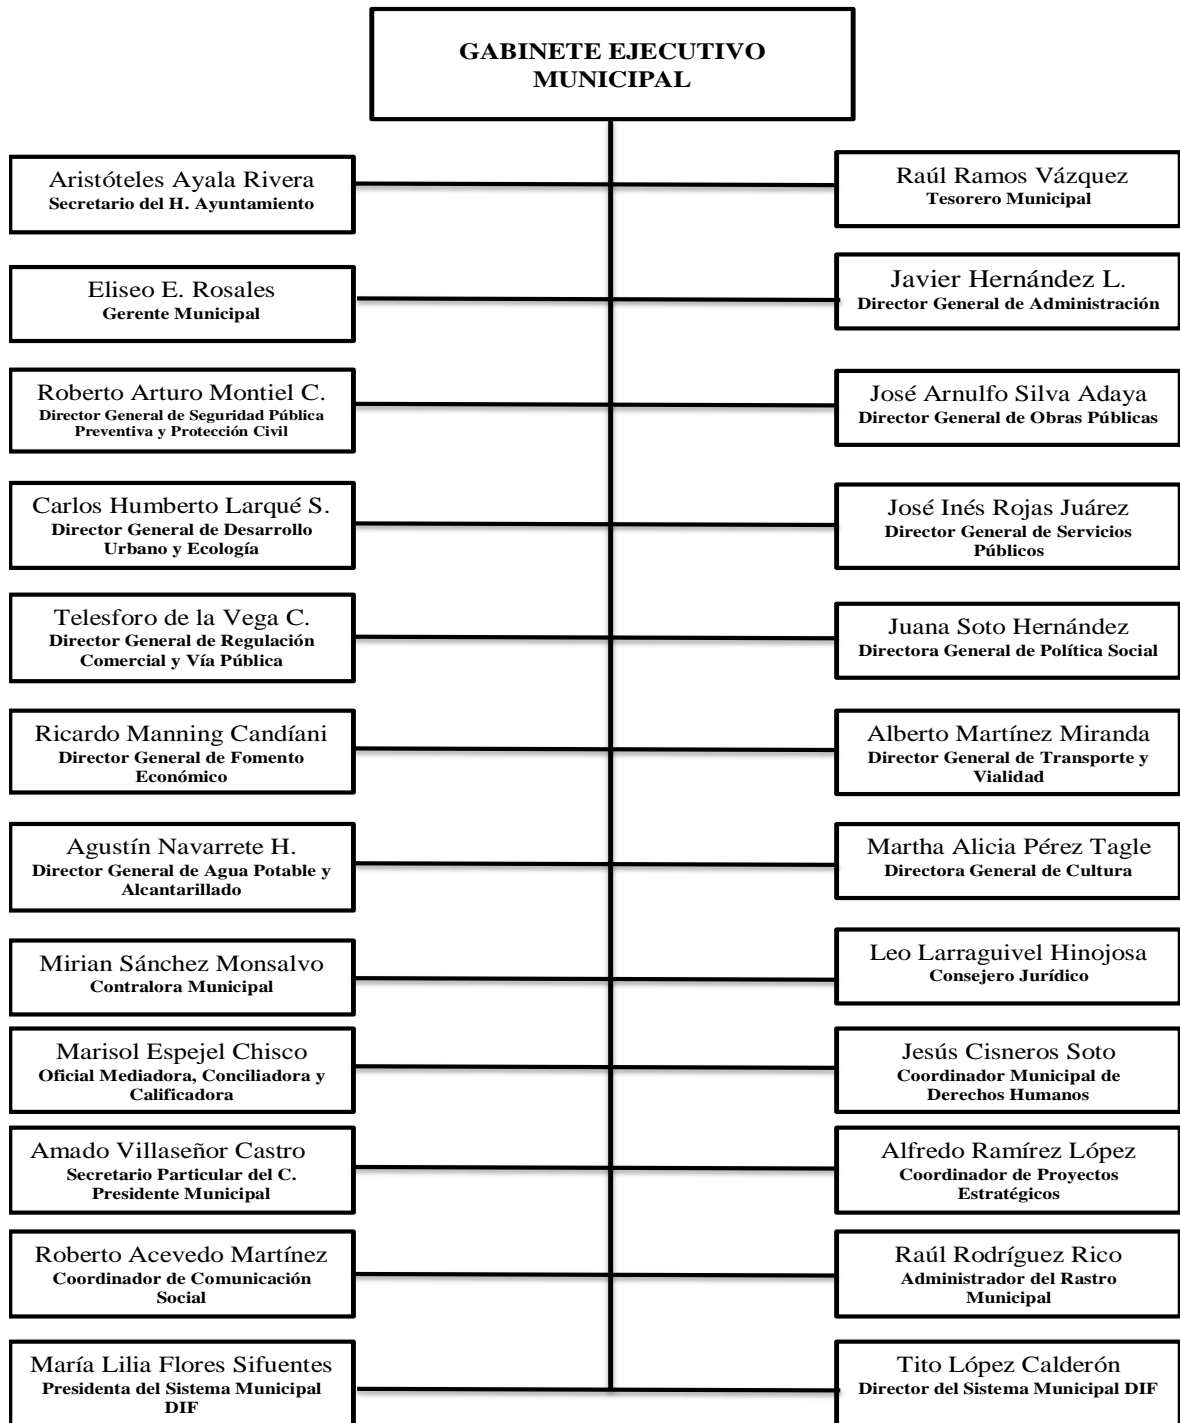 GABINETE EJECUTIVO
MUNICIPAL
Aristóteles Ayala Rivera
Secretario del H. Ayuntamiento
Raúl Ramos Vázquez
Tesorero Municipal
Eliseo E. Rosales
Gerente Municipal
Javier Hernández L.
Director General de Administración
Roberto Arturo Montiel C.
Director General de Seguridad Pública
Preventiva y Protección Civil
José Arnulfo Silva Adaya
Director General de Obras Públicas
Carlos Humberto Larqué S.
Director General de Desarrollo
Urbano y Ecología
José Inés Rojas Juárez
Director General de Servicios
Públicos
Telesforo de la Vega C.
Director General de Regulación
Comercial y Vía Pública
Juana Soto Hernández
Directora General de Política Social
Ricardo Manning Candíani
Director General de Fomento
Económico
Alberto Martínez Miranda
Director General de Transporte y
Vialidad
Agustín Navarrete H.
Director General de Agua Potable y
Alcantarillado
Martha Alicia Pérez Tagle
Directora General de Cultura
Mirian Sánchez Monsalvo
Contralora Municipal
Leo Larraguivel Hinojosa
Consejero Jurídico
Marisol Espejel Chisco
Oficial Mediadora, Conciliadora y
Calificadora
Jesús Cisneros Soto
Coordinador Municipal de
Derechos Humanos
Amado Villaseñor Castro
Secretario Particular del C.
Presidente Municipal
Alfredo Ramírez López
Coordinador de Proyectos
Estratégicos
Roberto Acevedo Martínez
Coordinador de Comunicación
Social
Raúl Rodríguez Rico
Administrador del Rastro
Municipal
María Lilia Flores Sifuentes
Presidenta del Sistema Municipal
DIF
Tito López Calderón
Director del Sistema Municipal DIF